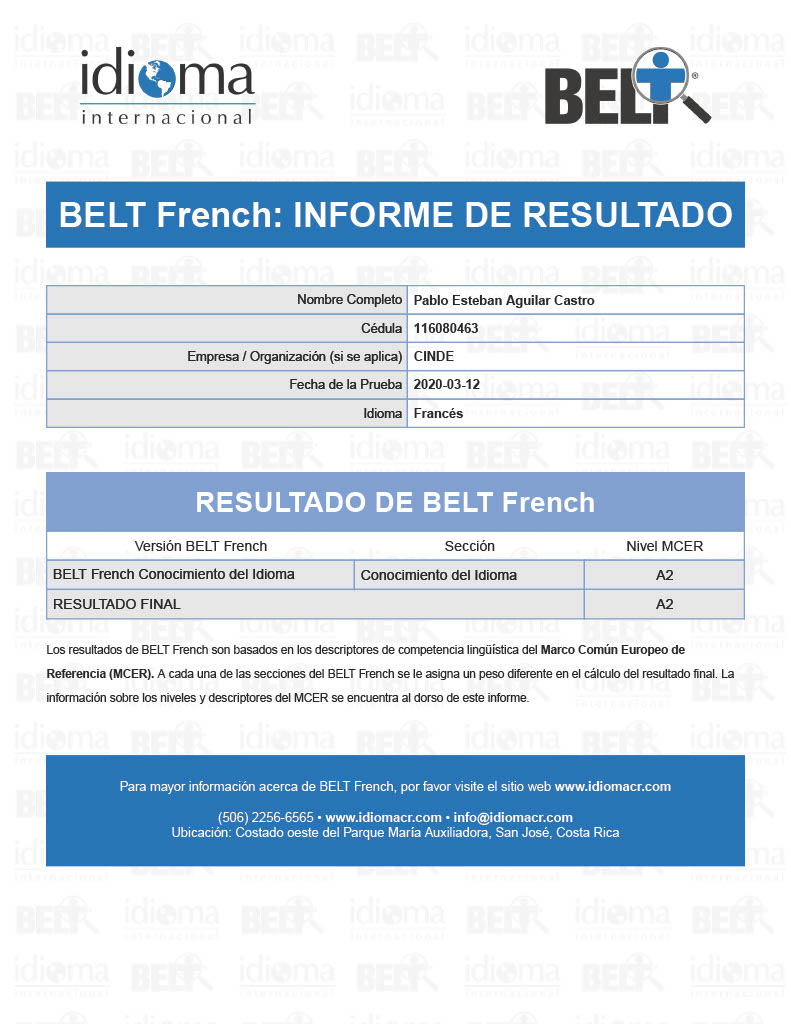 idioma
internacional
BELT®
BELT French: INFORME DE RESULTADO
Nombre Completo Pablo Esteban Aguilar Castro
Cédula 116080463
Empresa / Organización (si se aplica) CINDE
Fecha de la Prueba 2020-03-12
Idioma Francés
RESULTADO DE BELT French
Versión BELT French Sección Nivel MCER
BELT French Conocimiento del Idioma Conocimiento del Idioma A2
RESULTADO FINAL A2
Los resultados de BELT French son basados en los descriptores de competencia lingüística del Marco Común Europeo de
Referencia (MCER). A cada una de las secciones del BELT French se le asigna un peso diferente en el cálculo del resultado final. La
información sobre los niveles y descriptores del MCER se encuentra al dorso de este informe.
Para mayor información acerca de BELT French, por favor visite el sitio web www.idiomacr.com
(506) 2256-6565 • www.idiomacr.com • info@idiomacr.com
Ubicación: Costado oeste del Parque María Auxiliadora, San José, Costa Rica